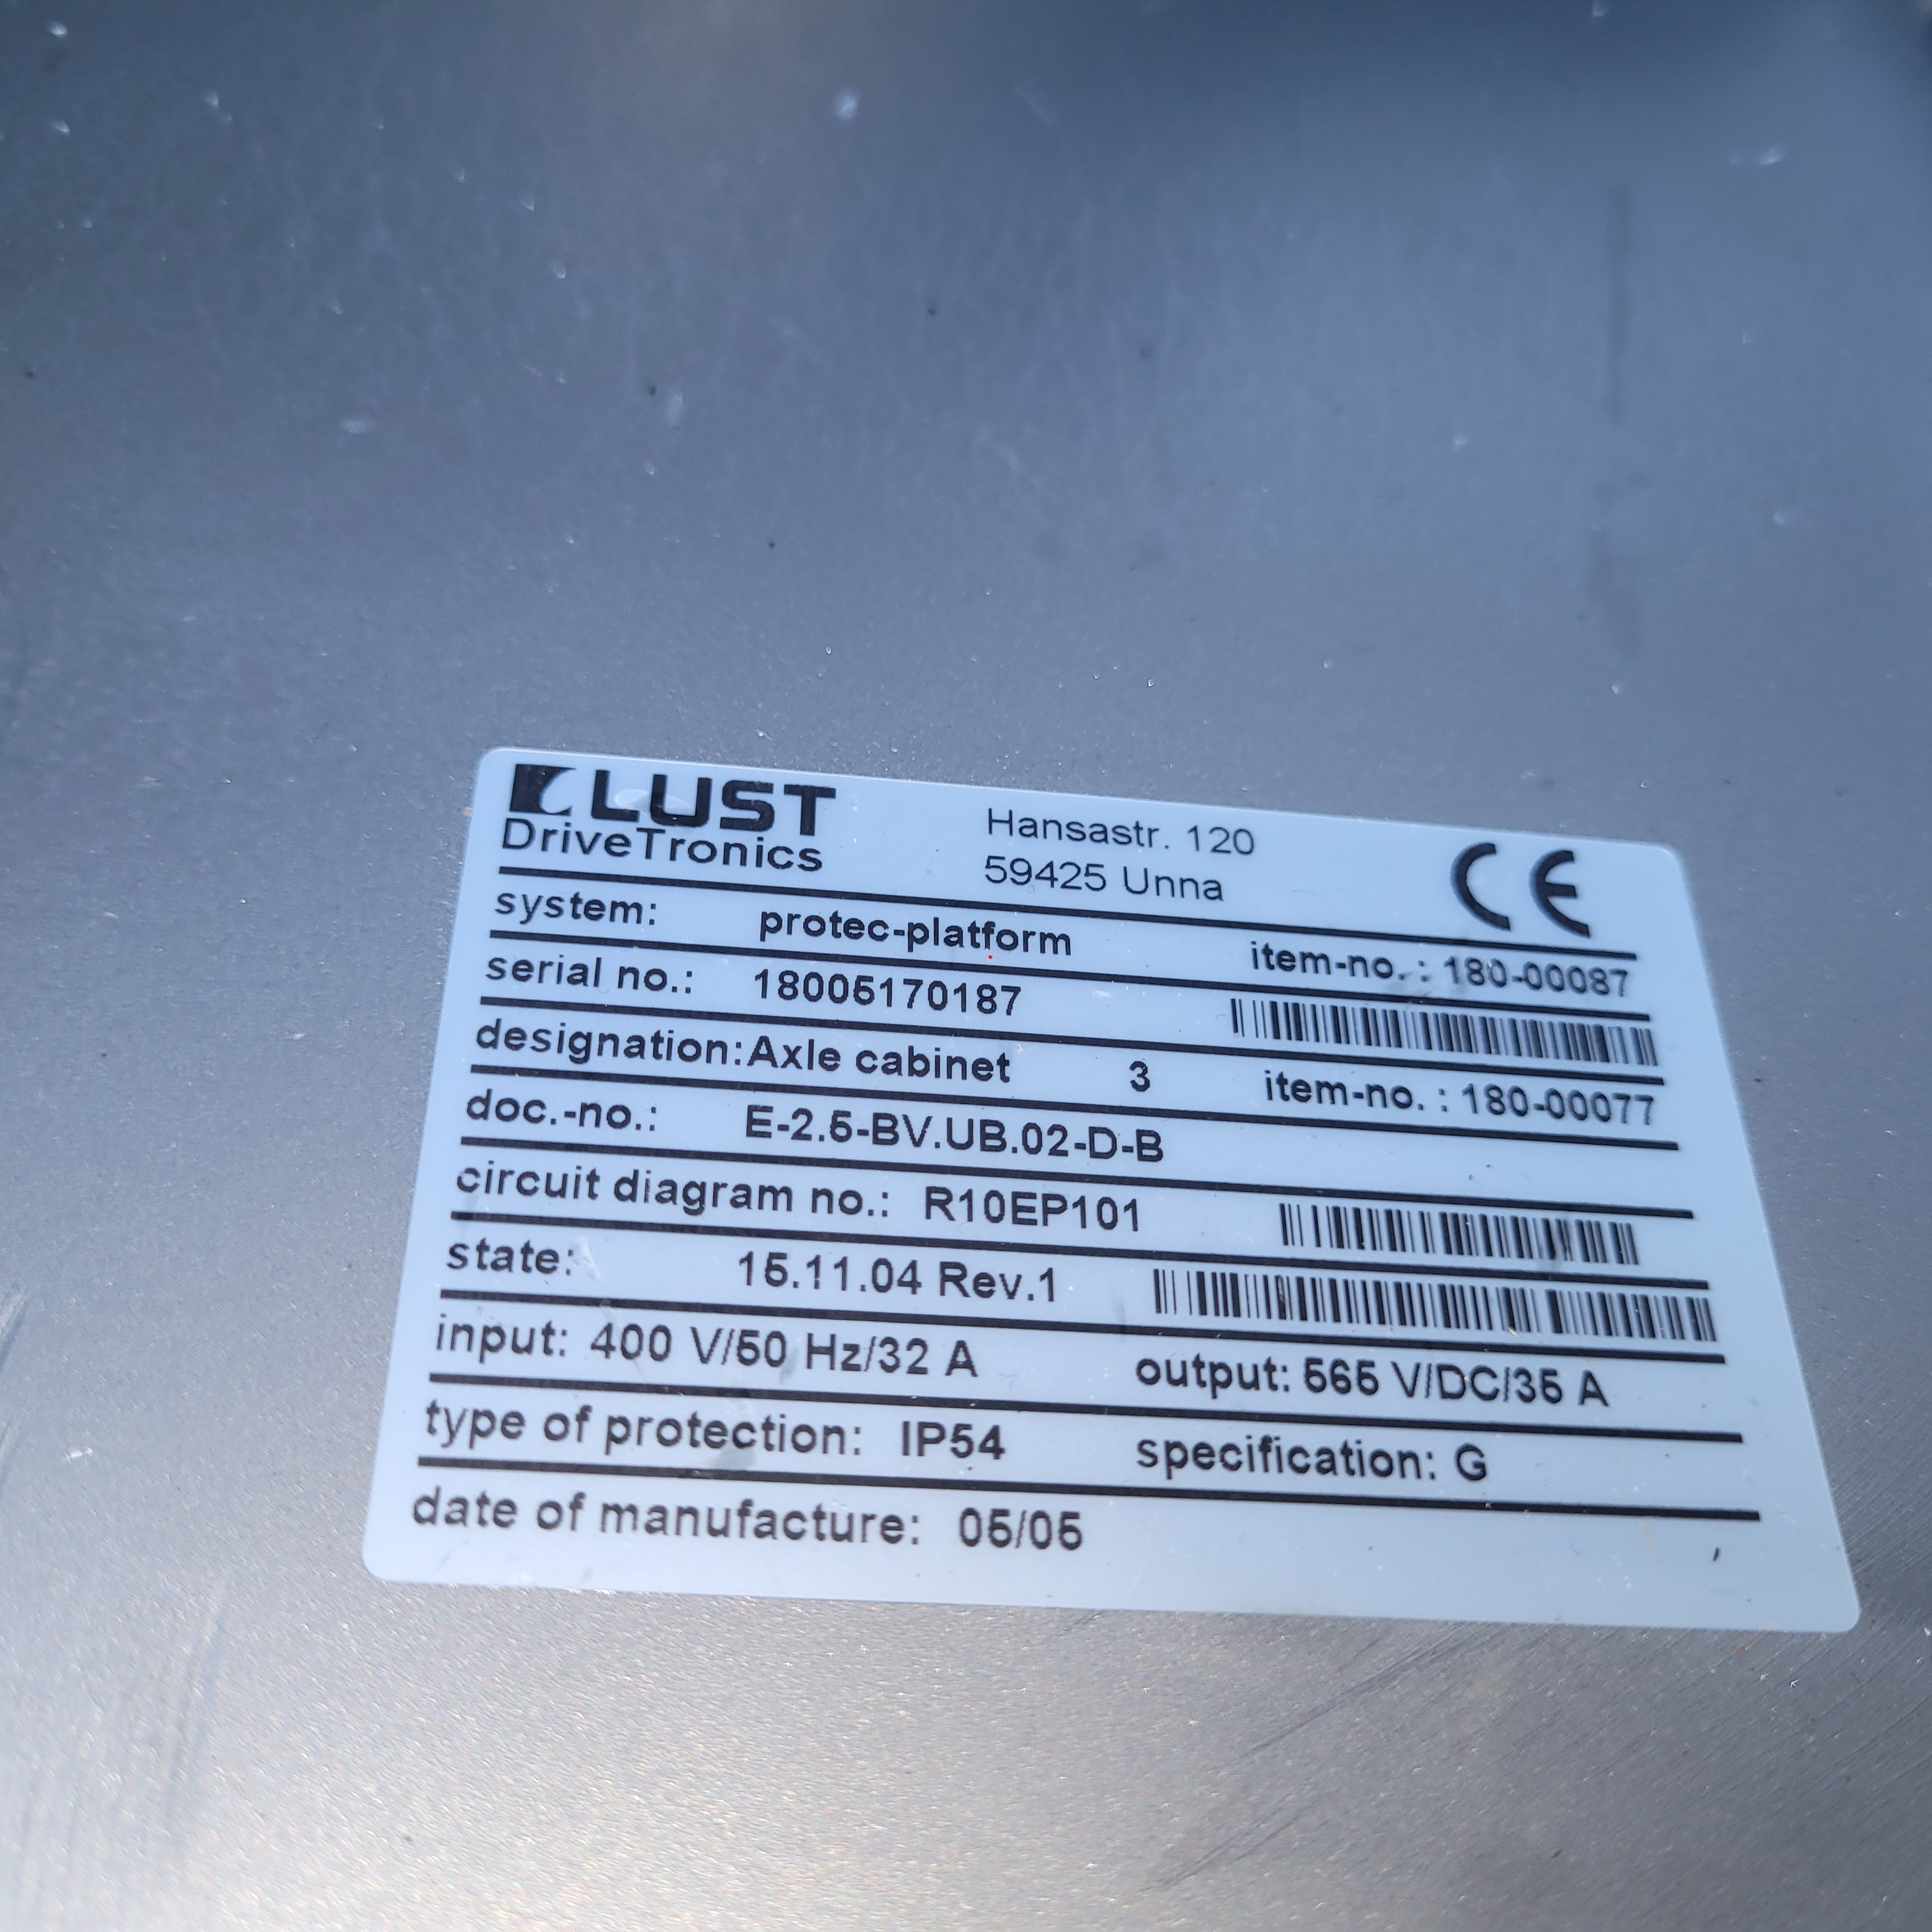 LUST
DriveTronics
Hansastr. 120
59425 Unna
CE
system: protec-platform item-no. : 180-00087
serial no.: 18005170187
designation: Axle cabinet 3 item-no. : 180-00077
doc.-no.: E-2.5-BV.UB.02-D-B
circuit diagram no.: R10EP101
state: 15.11.04 Rev.1
input: 400 V/50 Hz/32 A output: 565 V/DC/35 A
type of protection: IP54 specification: G
date of manufacture: 05/05